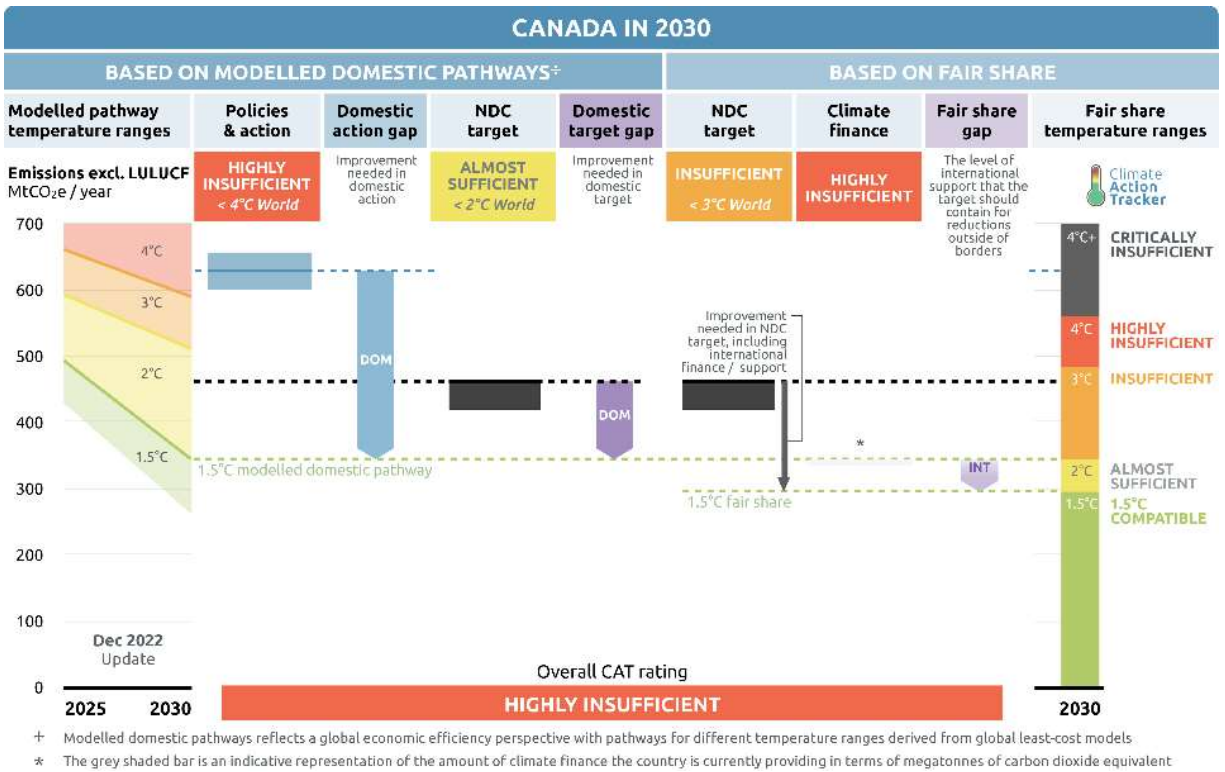 CANADA IN 2030
BASED ON MODELLED DOMESTIC PATHWAYS÷
BASED ON FAIR SHARE
Modelled pathway
temperature ranges
Policies
& action
Domestic
action gap
NDC
target
Domestic
target gap
NDC
target
Climate
finance
Fair share
gap
Fair share
temperature ranges
Emissions excl. LULUCF
MtCO₂e / year
HIGHLY
INSUFFICIENT
< 4°C World
Improvement
needed in
domestic
action
ALMOST
SUFFICIENT
< 2°C World
Improvement
needed in
domestic
target
INSUFFICIENT
< 3°C World
HIGHLY
INSUFFICIENT
The level of
international
support that the
target should
contain for
reductions
outside of
borders
Climate
Action
Tracker
700
600
500
400
300
200
100
0
4°C
3°C
2°C
1.5°C
DOM
1.5°C modelled domestic pathway
DOM
Improvement
needed in NDC
target, including
international
finance / support
*
INT
1.5°C fair share
4°C+
CRITICALLY
INSUFFICIENT
4°C
HIGHLY
INSUFFICIENT
3°C
INSUFFICIENT
2°C
ALMOST
SUFFICIENT
1.5°C
1.5°C
COMPATIBLE
Dec 2022
Update
2025
2030
Overall CAT rating
HIGHLY INSUFFICIENT
2030
+ Modelled domestic pathways reflects a global economic efficiency perspective with pathways for different temperature ranges derived from global least-cost models
* The grey shaded bar is an indicative representation of the amount of climate finance the country is currently providing in terms of megatonnes of carbon dioxide equivalent